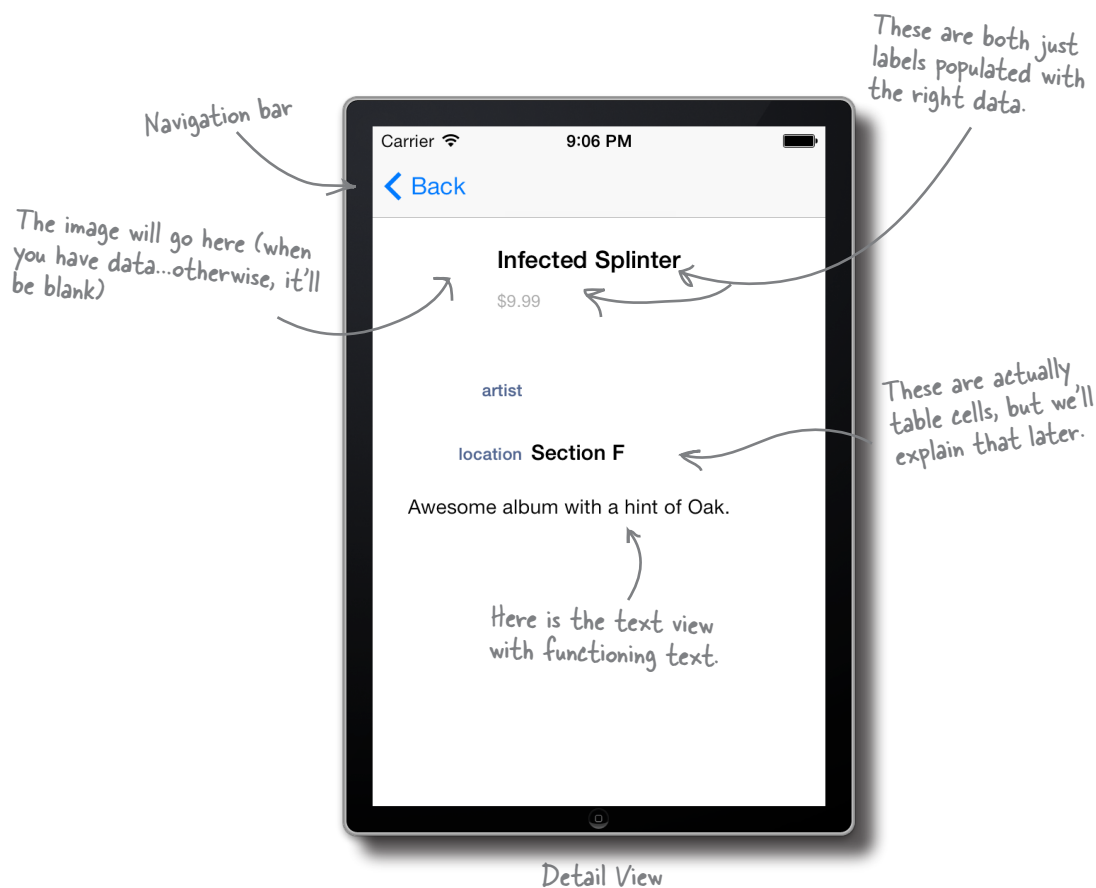 These are both just
labels populated with
the right data.
Navigation bar
Carrier
9:06 PM
Back
The image will go here (when
you have data...otherwise, it'll
be blank)
Infected Splinter
$9.99
artist
These are actually
table cells, but we'll
explain that later.
location Section F
Awesome album with a hint of Oak.
Here is the text view
with functioning text.
Detail View